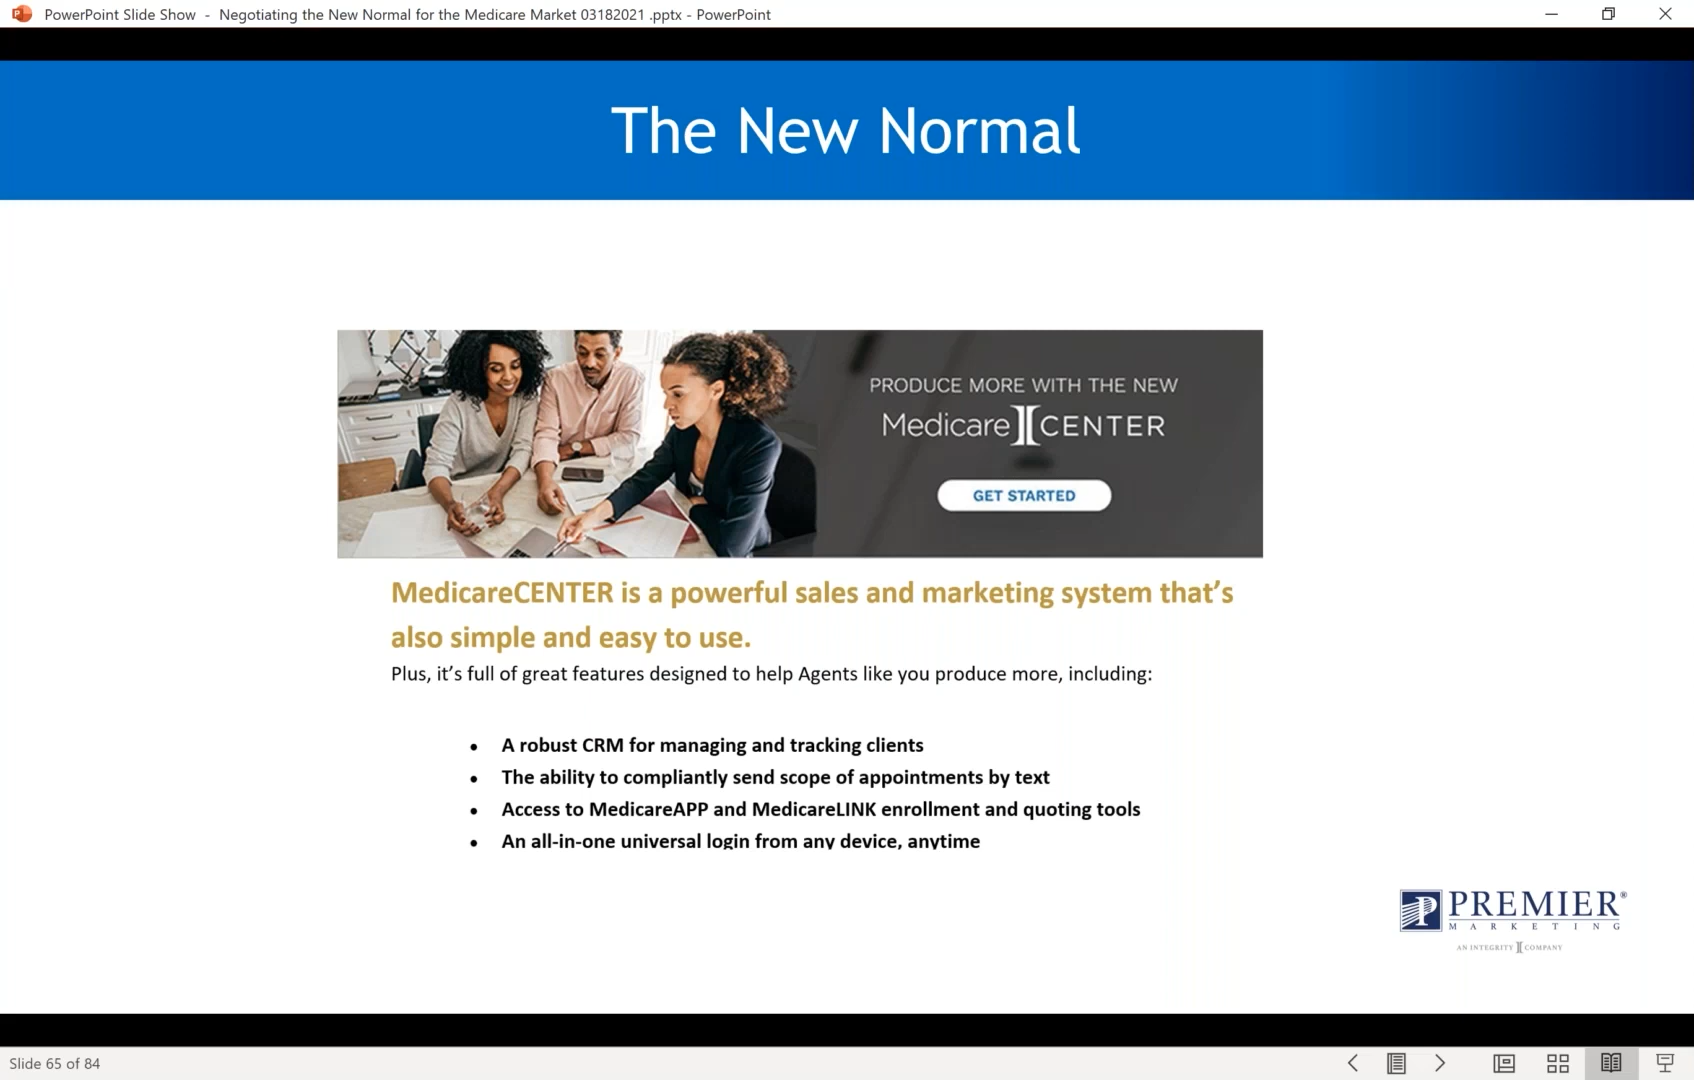 PowerPoint Slide Show - Negotiating the New Normal for the Medicare Market 03182021 .pptx - PowerPoint
The New Normal
PRODUCE MORE WITH THE NEW
Medicare CENTER
GET STARTED
MedicareCENTER is a powerful sales and marketing system that’s
also simple and easy to use.
Plus, it’s full of great features designed to help Agents like you produce more, including:
• A robust CRM for managing and tracking clients
• The ability to compliantly send scope of appointments by text
• Access to MedicareAPP and MedicareLINK enrollment and quoting tools
• An all-in-one universal login from any device, anytime
P PREMIER®
MARKETING
AN INTEGRITY COMPANY
Slide 65 of 84